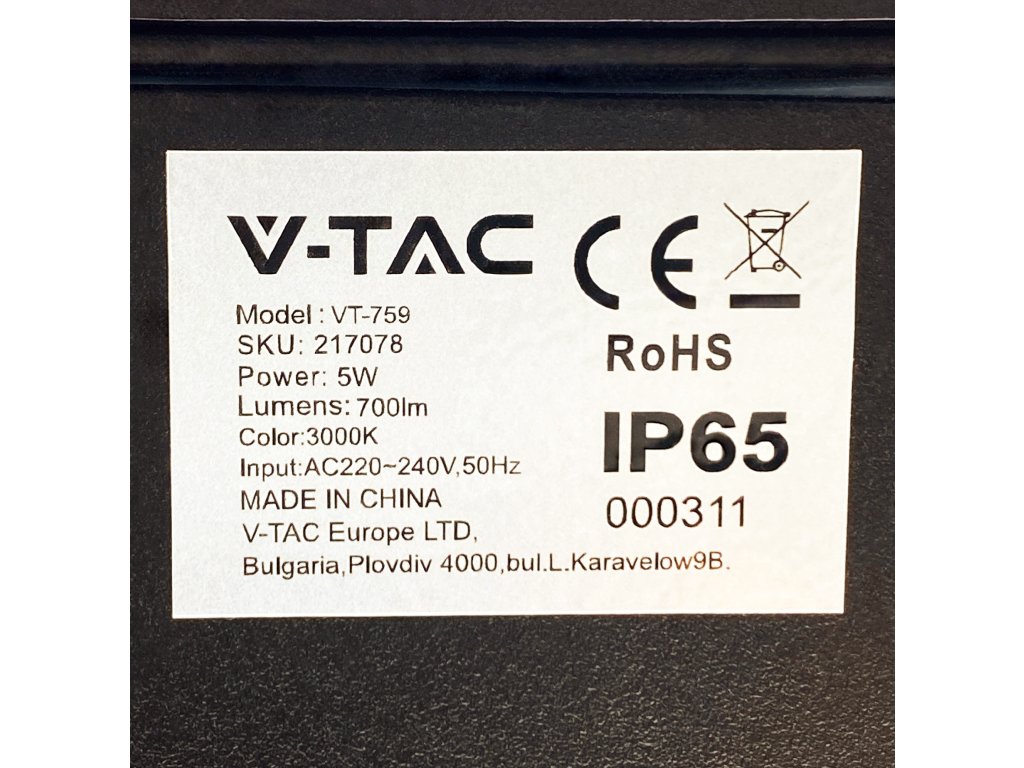 V-TAC
CE
Model : VT-759
SKU: 217078
Power: 5W
Lumens: 700lm
Color:3000K
Input:AC220~240V,50Hz
MADE IN CHINA
V-TAC Europe LTD,
Bulgaria,Plovdiv 4000,bul.L.Karavelow9B.
RoHS
IP65
000311